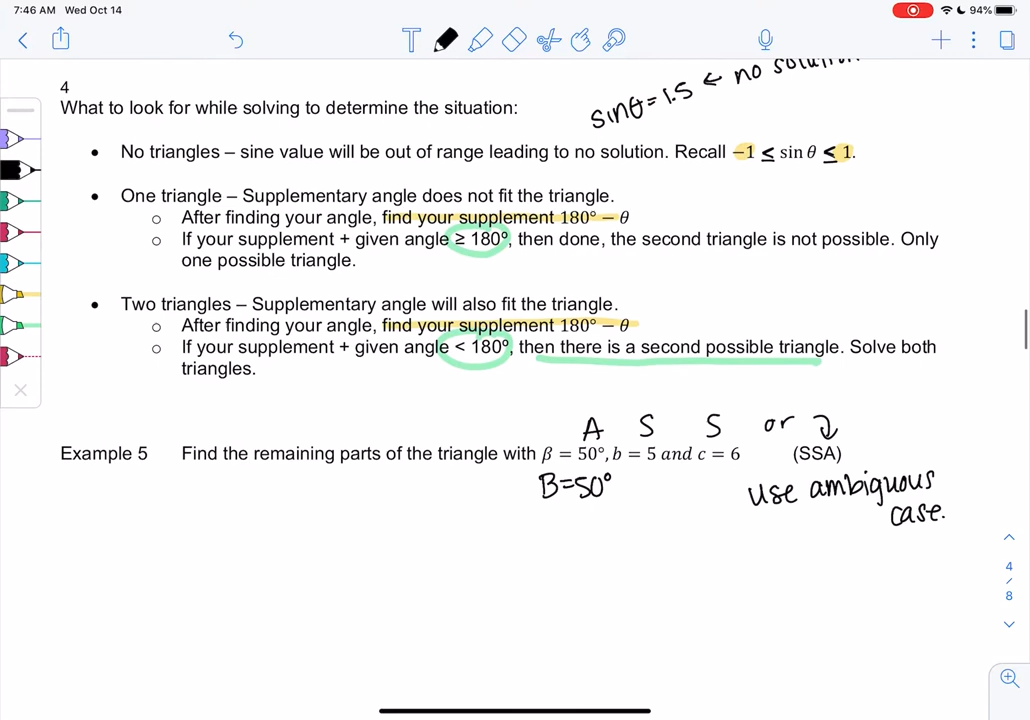 7:46 AM Wed Oct 14
94%
sinθ=1.5 ← no solution
4
What to look for while solving to determine the situation:
• No triangles – sine value will be out of range leading to no solution. Recall −1 ≤ sin θ ≤ 1.
• One triangle – Supplementary angle does not fit the triangle.
○ After finding your angle, find your supplement 180° − θ
○ If your supplement + given angle ≥ 180°, then done, the second triangle is not possible. Only
one possible triangle.
• Two triangles – Supplementary angle will also fit the triangle.
○ After finding your angle, find your supplement 180° − θ
○ If your supplement + given angle < 180°, then there is a second possible triangle. Solve both
triangles.
A S S or
Example 5 Find the remaining parts of the triangle with β = 50°, b = 5 and c = 6 (SSA)
B=50°
use ambiguous
case.
4
/
8